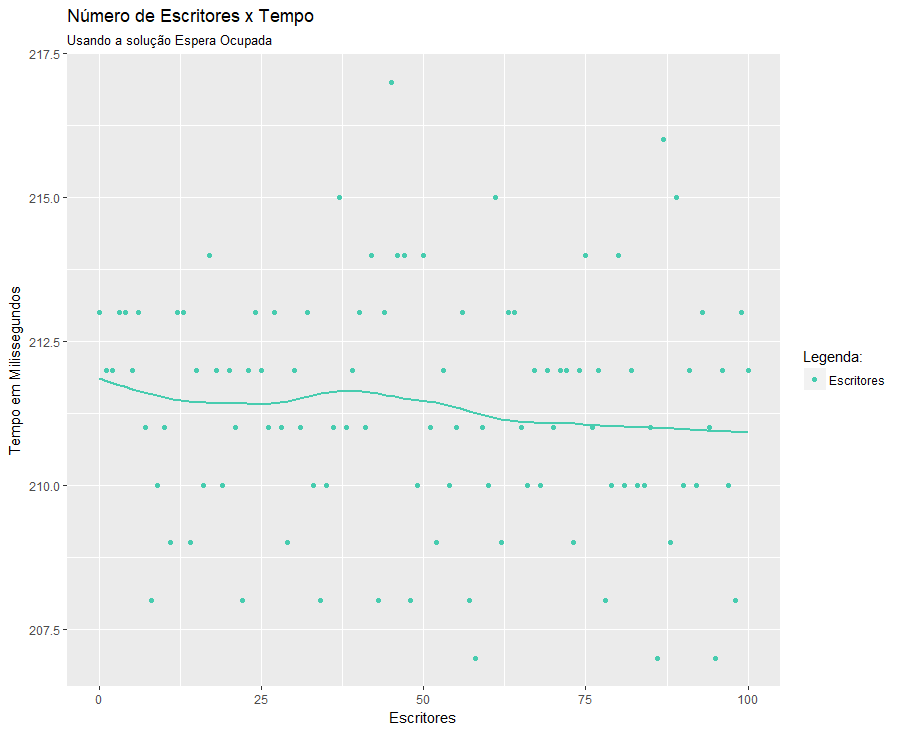 Número de Escritores x Tempo
Usando a solução Espera Ocupada
217.5
215.0
212.5
210.0
207.5
Tempo em Milissegundos
0 25 50 75 100
Escritores
Legenda:
Escritores